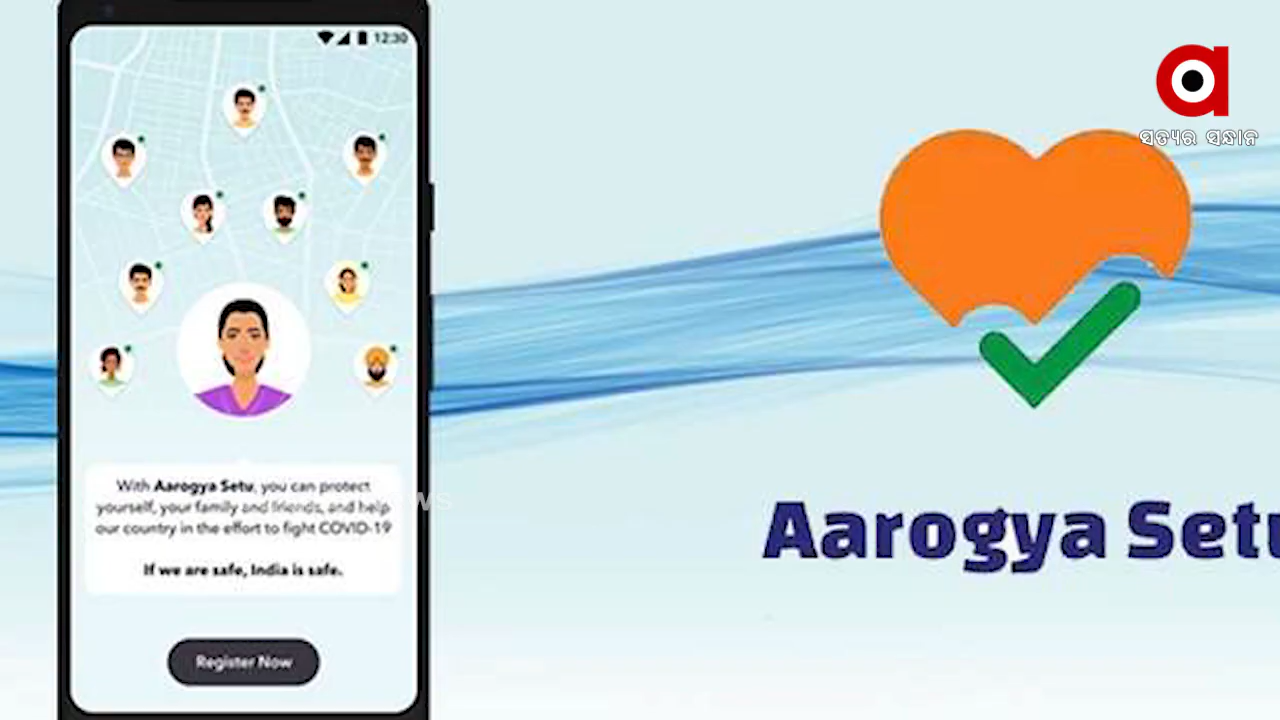 12:30
ସତ୍ୟର ସନ୍ଧାନ
With Aarogya Setu, you can protect
yourself, your family and friends, and help
our country in the effort to fight COVID-19
If we are safe, India is safe.
Register Now
Aarogya Setu